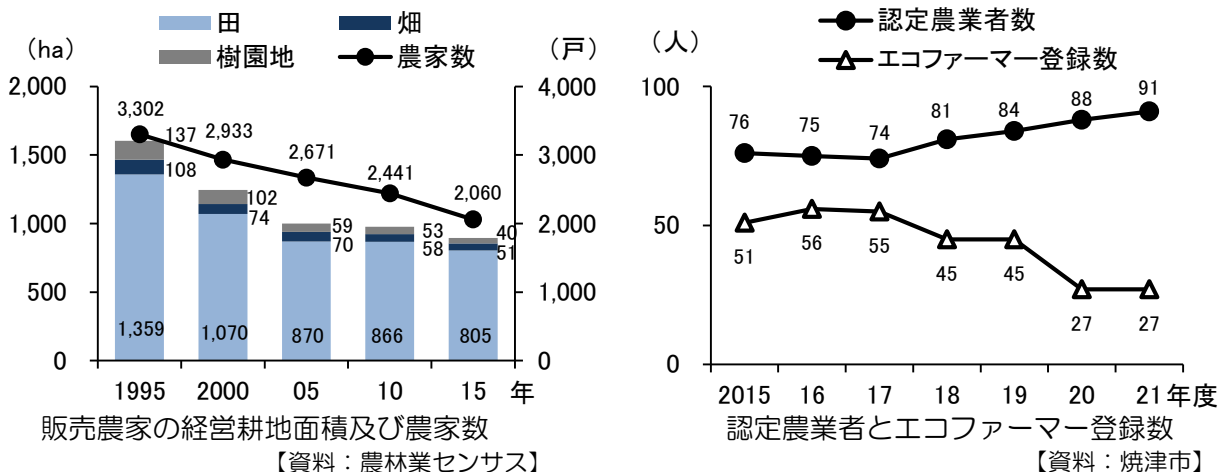 田
畑
樹園地
農家数
（ha）
（戸）
2,000
1,500
1,000
500
0
4,000
3,000
2,000
1,000
0
3,302
2,933
2,671
2,441
2,060
137
108
102
74
59
70
53
58
40
51
1,359
1,070
870
866
805
1995 2000 05 10 15 年
販売農家の経営耕地面積及び農家数
【資料：農林業センサス】
認定農業者数
エコファーマー登録数
（人）
100
50
0
76 75 74 81 84 88 91
51 56 55 45 45 27 27
2015 16 17 18 19 20 21 年度
認定農業者とエコファーマー登録数
【資料：焼津市】